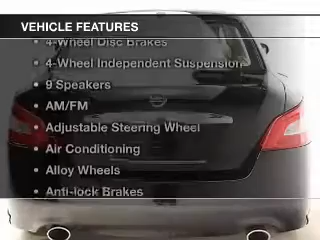 VEHICLE FEATURES
• 4-Wheel Disc Brakes
• 4-Wheel Independent Suspension
• 9 Speakers
• AM/FM
• Adjustable Steering Wheel
• Air Conditioning
• Alloy Wheels
• Anti-lock Brakes